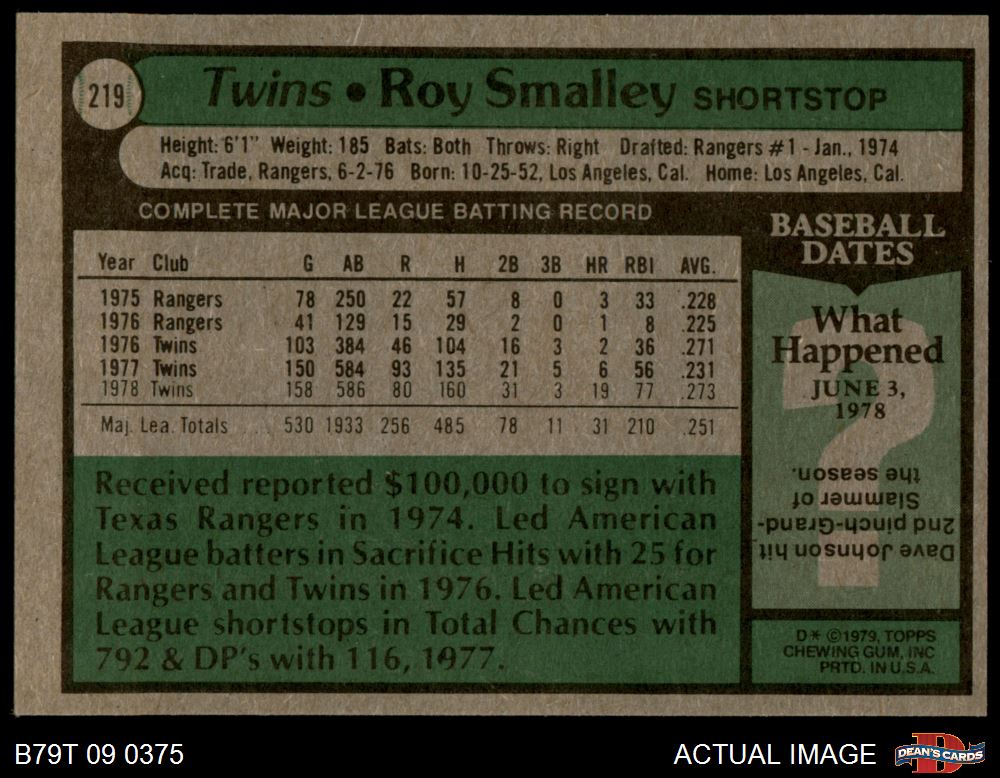 219
Twins • Roy Smalley SHORTSTOP
Height: 6'1" Weight: 185 Bats: Both Throws: Right Drafted: Rangers #1 - Jan., 1974
Acq: Trade, Rangers, 6-2-76 Born: 10-25-52, Los Angeles, Cal. Home: Los Angeles, Cal.
COMPLETE MAJOR LEAGUE BATTING RECORD
Year Club G AB R H 2B 3B HR RBI AVG.
1975 Rangers 78 250 22 57 8 0 3 33 .228
1976 Rangers 41 129 15 29 2 0 1 8 .225
1976 Twins 103 384 46 104 16 3 2 36 .271
1977 Twins 150 584 93 135 21 5 6 56 .231
1978 Twins 158 586 80 160 31 3 19 77 .273
Maj. Lea. Totals 530 1933 256 485 78 11 31 210 .251
Received reported $100,000 to sign with
Texas Rangers in 1974. Led American
League batters in Sacrifice Hits with 25 for
Rangers and Twins in 1976. Led American
League shortstops in Total Chances with
792 & DP's with 116, 1977.
BASEBALL
DATES
What
Happened
JUNE 3,
1978
?
Dave Johnson hit
2nd pinch-Grand-
Slammer of
the season.
D* ©1979, TOPPS
CHEWING GUM, INC
PRTD. IN U.S.A.
B79T 09 0375
ACTUAL IMAGE
DEAN'S CARDS